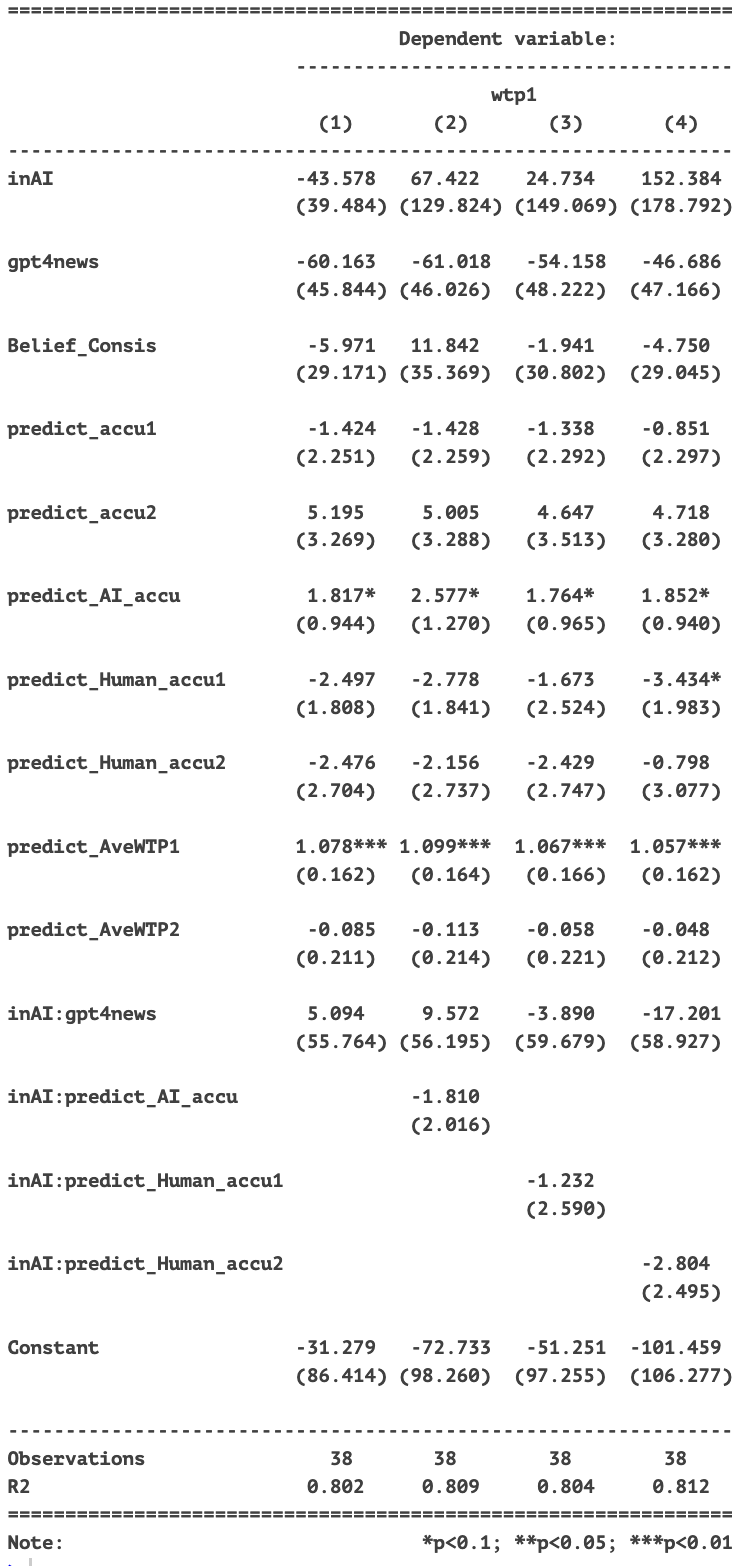 ================================================================
Dependent variable:
--------------------------------------
wtp1
(1) (2) (3) (4)
----------------------------------------------------------------
inAI -43.578 67.422 24.734 152.384
(39.484) (129.824) (149.069) (178.792)
gpt4news -60.163 -61.018 -54.158 -46.686
(45.844) (46.026) (48.222) (47.166)
Belief_Consis -5.971 11.842 -1.941 -4.750
(29.171) (35.369) (30.802) (29.045)
predict_accu1 -1.424 -1.428 -1.338 -0.851
(2.251) (2.259) (2.292) (2.297)
predict_accu2 5.195 5.005 4.647 4.718
(3.269) (3.288) (3.513) (3.280)
predict_AI_accu 1.817* 2.577* 1.764* 1.852*
(0.944) (1.270) (0.965) (0.940)
predict_Human_accu1 -2.497 -2.778 -1.673 -3.434*
(1.808) (1.841) (2.524) (1.983)
predict_Human_accu2 -2.476 -2.156 -2.429 -0.798
(2.704) (2.737) (2.747) (3.077)
predict_AveWTP1 1.078*** 1.099*** 1.067*** 1.057***
(0.162) (0.164) (0.166) (0.162)
predict_AveWTP2 -0.085 -0.113 -0.058 -0.048
(0.211) (0.214) (0.221) (0.212)
inAI:gpt4news 5.094 9.572 -3.890 -17.201
(55.764) (56.195) (59.679) (58.927)
inAI:predict_AI_accu -1.810
(2.016)
inAI:predict_Human_accu1 -1.232
(2.590)
inAI:predict_Human_accu2 -2.804
(2.495)
Constant -31.279 -72.733 -51.251 -101.459
(86.414) (98.260) (97.255) (106.277)
----------------------------------------------------------------
Observations 38 38 38 38
R2 0.802 0.809 0.804 0.812
================================================================
Note: *p<0.1; **p<0.05; ***p<0.01